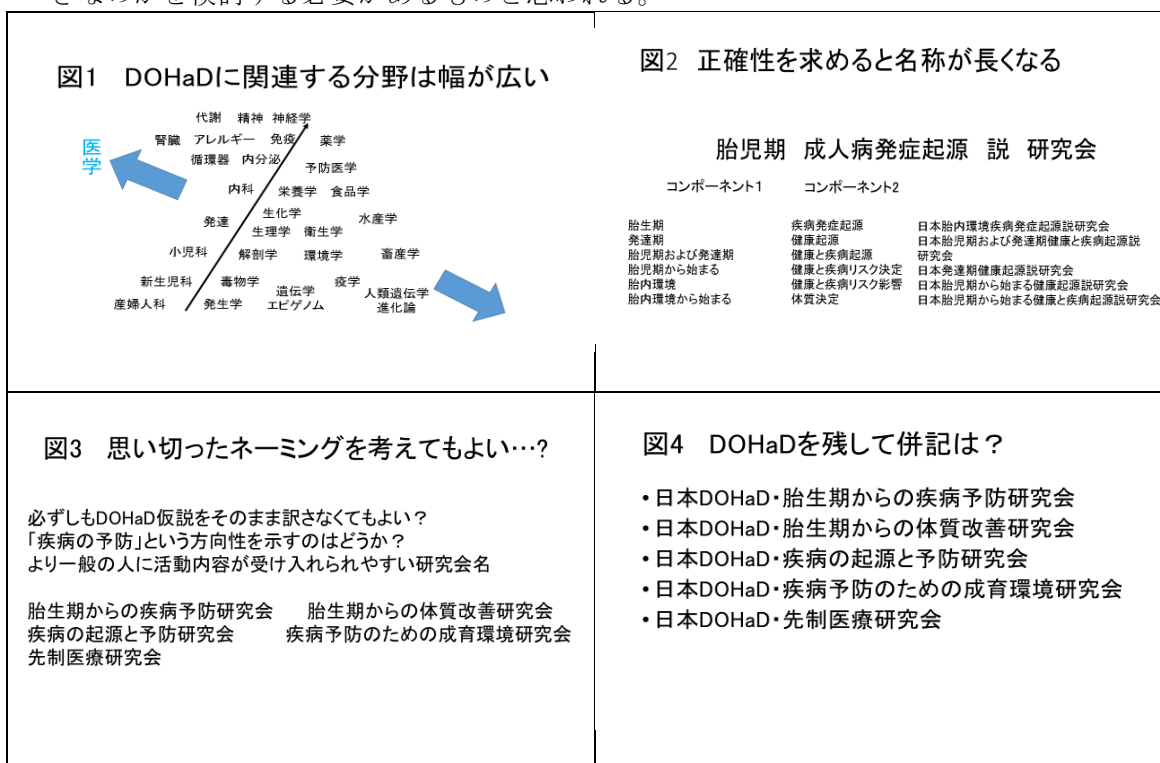 きなのかを検討する必要があるものと思われる。
図1 DOHaDに関連する分野は幅が広い
代謝 精神 神経学
腎臓 アレルギー 免疫 薬学
医学
循環器 内分泌 予防医学
内科 栄養学 食品学
発達 生化学 水産学
生理学 衛生学
小児科 解剖学 環境学 畜産学
新生児科 毒物学 遺伝学 疫学 人類遺伝学
産婦人科 発生学 エピゲノム 進化論
図2 正確性を求めると名称が長くなる
胎児期 成人病発症起源 説 研究会
コンポーネント1 コンポーネント2
胎生期 疾病発症起源 日本胎内環境疾病発症起源説研究会
発達期 健康起源 日本胎児期および発達期健康と疾病起源説
胎児期および発達期 健康と疾病起源 研究会
胎児期から始まる 健康と疾病リスク決定 日本発達期健康起源説研究会
胎内環境 健康と疾病リスク影響 日本胎児期から始まる健康起源説研究会
胎内環境から始まる 体質決定 日本胎児期から始まる健康と疾病起源説研究会
図3 思い切ったネーミングを考えてもよい…?
必ずしもDOHaD仮説をそのまま訳さなくてもよい？
「疾病の予防」という方向性を示すのはどうか？
より一般の人に活動内容が受け入れられやすい研究会名
胎生期からの疾病予防研究会 胎生期からの体質改善研究会
疾病の起源と予防研究会 疾病予防のための成育環境研究会
先制医療研究会
図4 DOHaDを残して併記は？
•日本DOHaD・胎生期からの疾病予防研究会
•日本DOHaD・胎生期からの体質改善研究会
•日本DOHaD・疾病の起源と予防研究会
•日本DOHaD・疾病予防のための成育環境研究会
•日本DOHaD・先制医療研究会